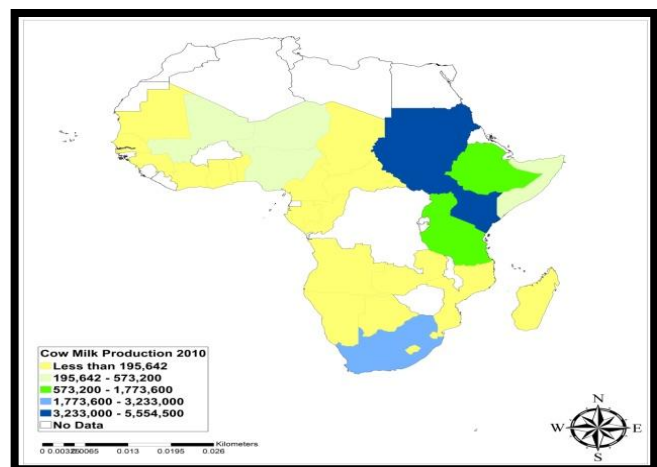 Cow Milk Production 2010
Less than 195,642
195,642 - 573,200
573,200 - 1,773,600
1,773,600 - 3,233,000
3,233,000 - 5,554,500
No Data
Kilometers
0 0.003250.0065 0.013 0.0195 0.026
N
W E
S